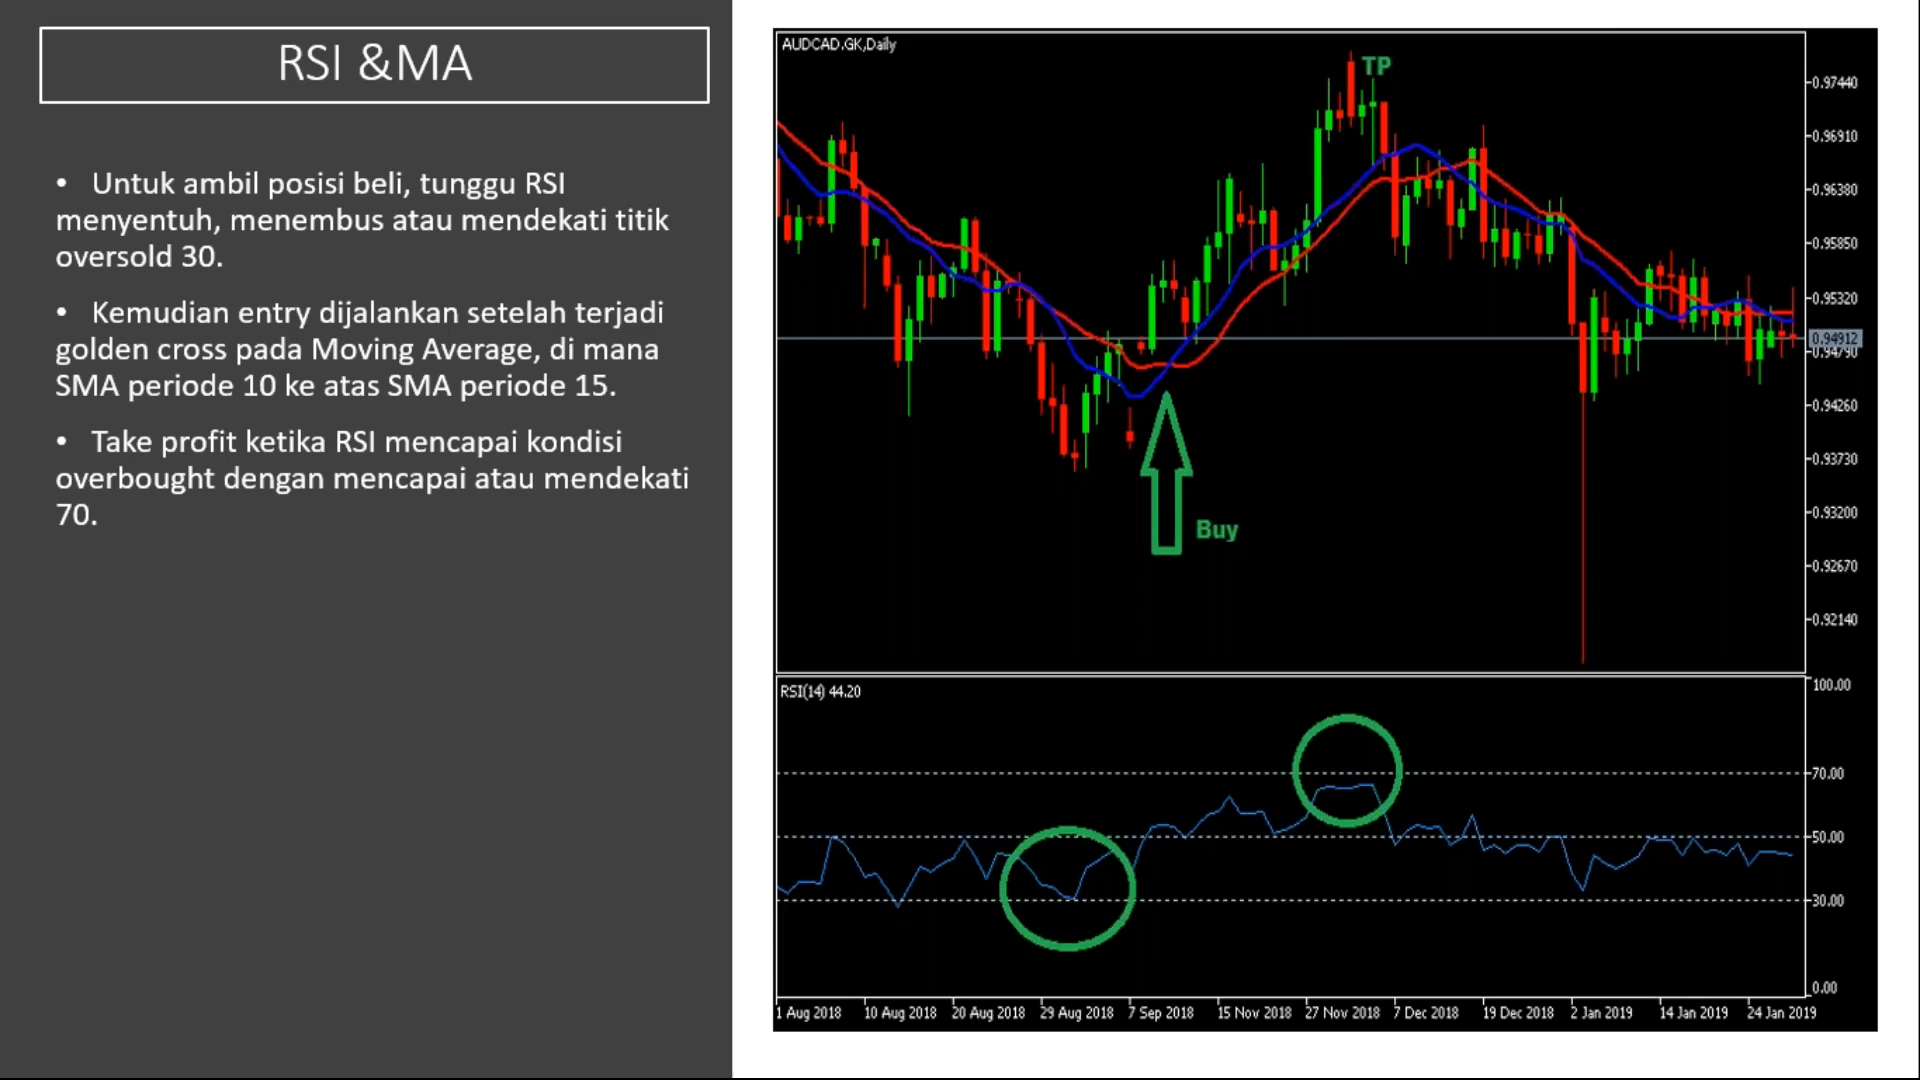 RSI &MA
• Untuk ambil posisi beli, tunggu RSI
menyentuh, menembus atau mendekati titik
oversold 30.
• Kemudian entry dijalankan setelah terjadi
golden cross pada Moving Average, di mana
SMA periode 10 ke atas SMA periode 15.
• Take profit ketika RSI mencapai kondisi
overbought dengan mencapai atau mendekati
70.
AUDCAD.GK,Daily
TP
Buy
0.97440
0.96910
0.96380
0.95850
0.95320
0.94912
0.94790
0.94260
0.93730
0.93200
0.92670
0.92140
RSI(14) 44.20
100.00
70.00
50.00
30.00
0.00
1 Aug 2018
10 Aug 2018
20 Aug 2018
29 Aug 2018
7 Sep 2018
15 Nov 2018
27 Nov 2018
7 Dec 2018
19 Dec 2018
2 Jan 2019
14 Jan 2019
24 Jan 2019